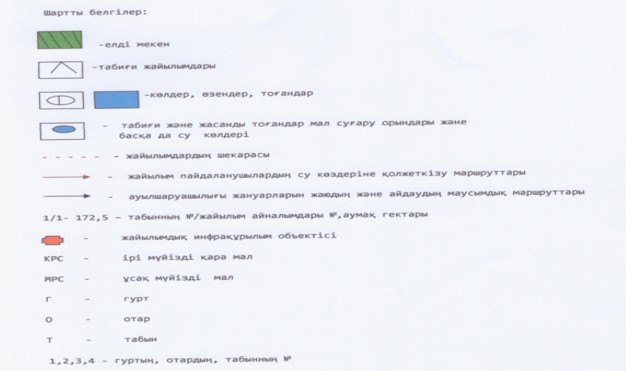 Шартты белгілер:
-елді мекен
-табиғи жайылымдары
-көлдер, өзендер, тоғандар
- табиғи және жасанды тоғандар мал суғару орындары және
басқа да су көлдері
- жайылымдардың шекарасы
- жайылым пайдаланушылардың су көздеріне қолжеткізу маршруттары
- ауылшаруашылығы жануарларын жаюдың және айдаудың маусымдық маршруттары
1/1- 172,5 – табынның №/жайылым айналымдары №,аумақ гектары
- жайылымдық инфрақұрылым объектісі
КРС - ірі мүйізді қара мал
МРС - ұсақ мүйізді мал
Г - гурт
О - отар
Т - табын
1,2,3,4 - гуртың, отардың, табынның №